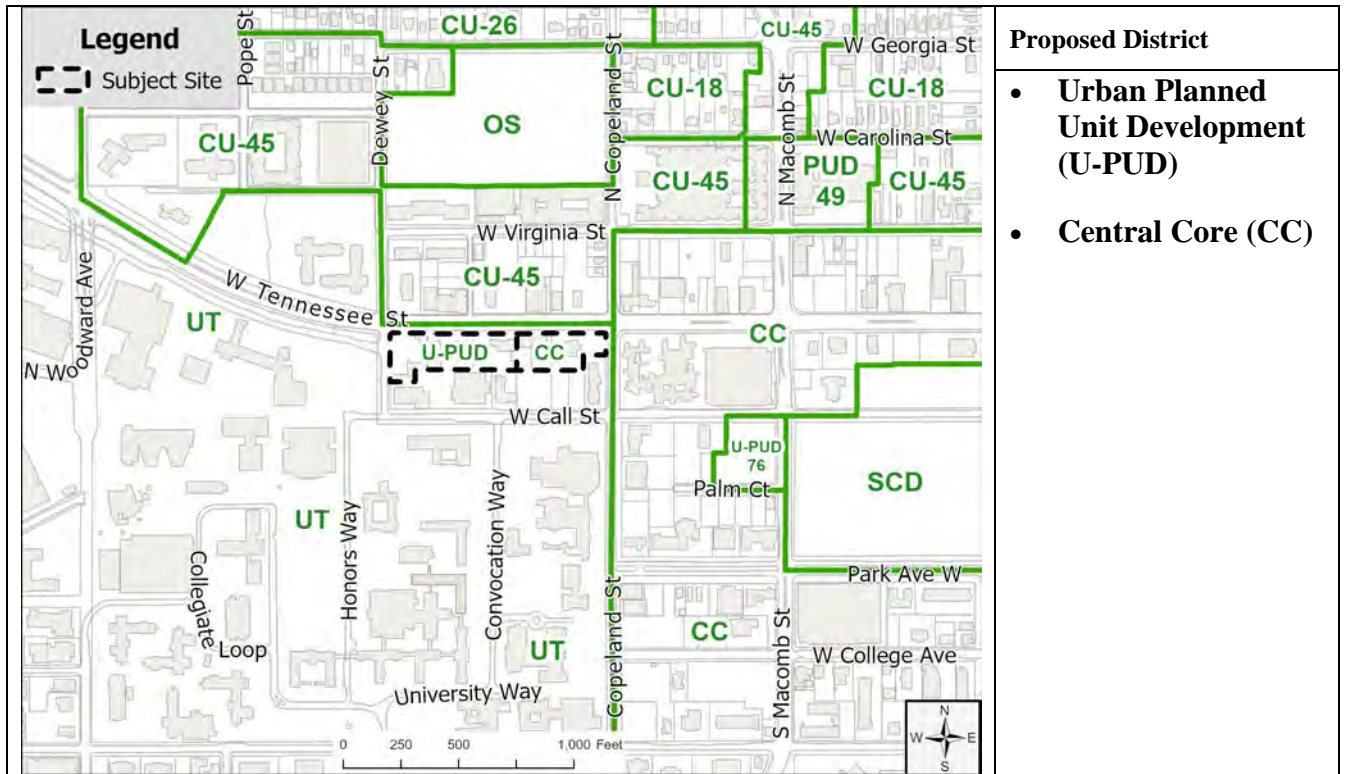 Legend
Subject Site
Pope St
CU-26
CU-45
W Georgia St
Dewey St
N Copeland St
N Macomb St
CU-18
CU-18
OS
W Carolina St
CU-45
CU-45
PUD
49
CU-45
W Virginia St
CU-45
W Tennessee St
N Woodward Ave
UT
U-PUD
CC
CC
W Call St
U-PUD
76
Palm Ct
SCD
UT
Honors Way
Convocation Way
Collegiate
Loop
Copeland St
Park Ave W
S Macomb St
CC
W College Ave
UT
University Way
0 250 500 1,000 Feet
N
W E
S
Proposed District
• Urban Planned
Unit Development
(U-PUD)
• Central Core (CC)